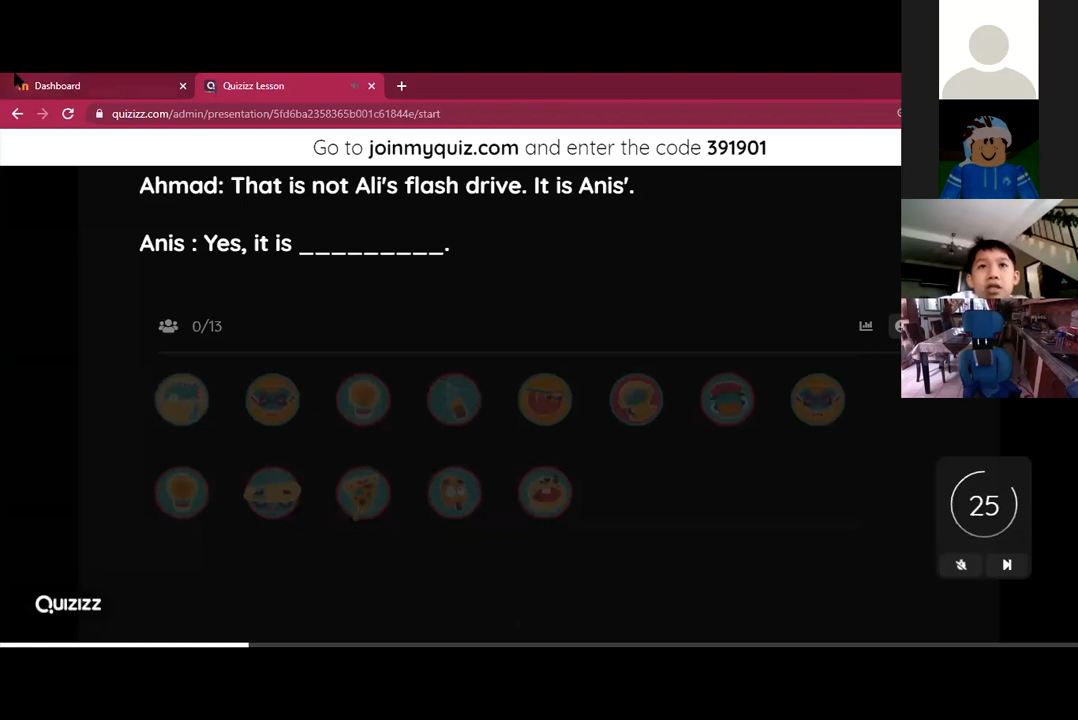 Dashboard
Quizizz Lesson
quizizz.com/admin/presentation/5fd6ba2358365b001c61844e/start
Go to joinmyquiz.com and enter the code 391901
Ahmad: That is not Ali's flash drive. It is Anis'.
Anis : Yes, it is _________.
0/13
25
Quizizz